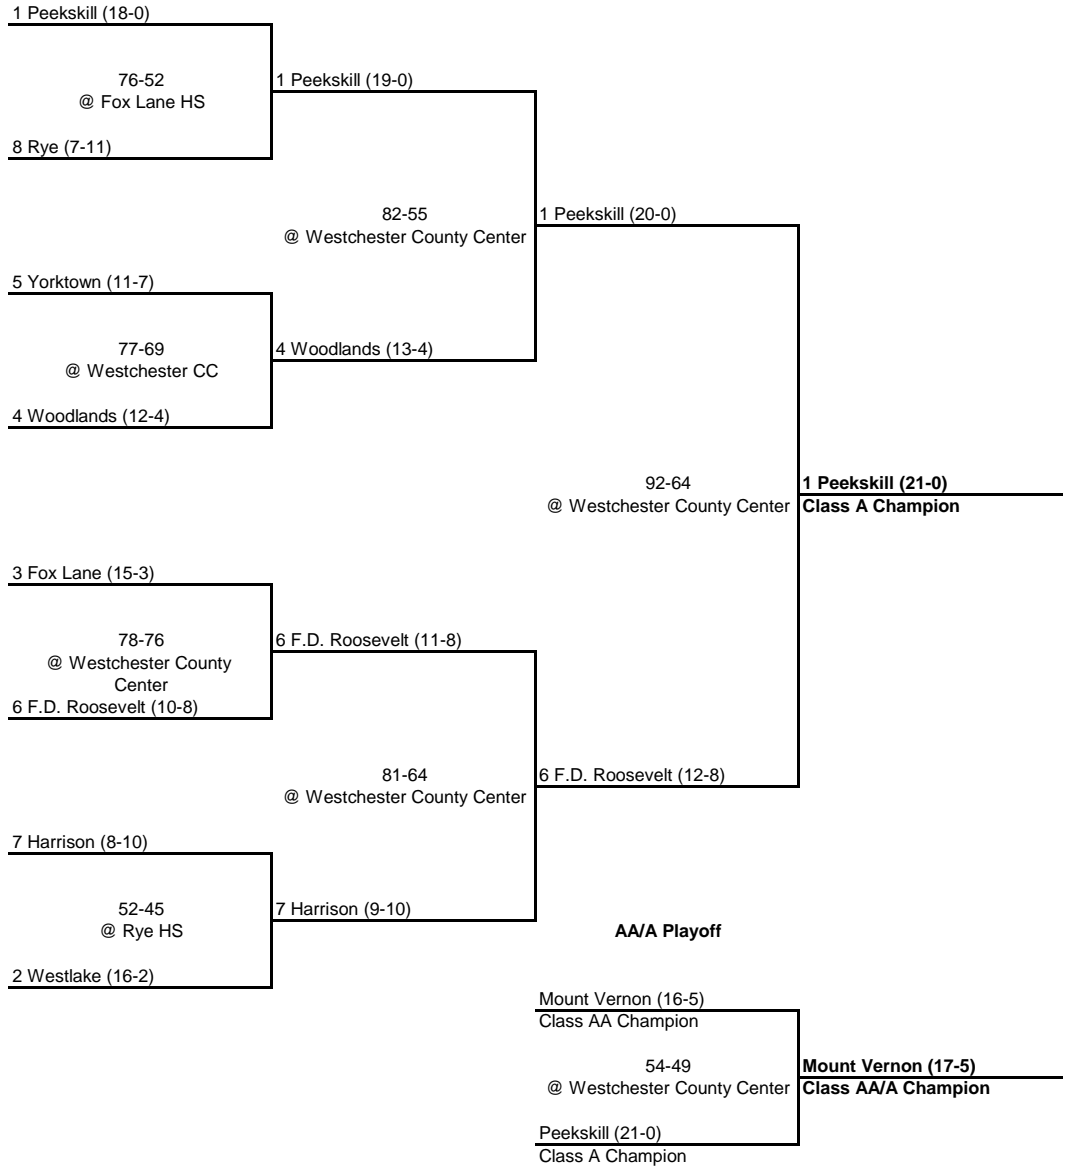 1 Peekskill (18-0)
76-52
@ Fox Lane HS
1 Peekskill (19-0)
8 Rye (7-11)
82-55
@ Westchester County Center
1 Peekskill (20-0)
5 Yorktown (11-7)
77-69
@ Westchester CC
4 Woodlands (13-4)
4 Woodlands (12-4)
92-64
@ Westchester County Center
1 Peekskill (21-0)
Class A Champion
3 Fox Lane (15-3)
78-76
@ Westchester County
Center
6 F.D. Roosevelt (11-8)
6 F.D. Roosevelt (10-8)
81-64
@ Westchester County Center
6 F.D. Roosevelt (12-8)
7 Harrison (8-10)
52-45
@ Rye HS
7 Harrison (9-10)
2 Westlake (16-2)
AA/A Playoff
Mount Vernon (16-5)
Class AA Champion
54-49
@ Westchester County Center
Mount Vernon (17-5)
Class AA/A Champion
Peekskill (21-0)
Class A Champion